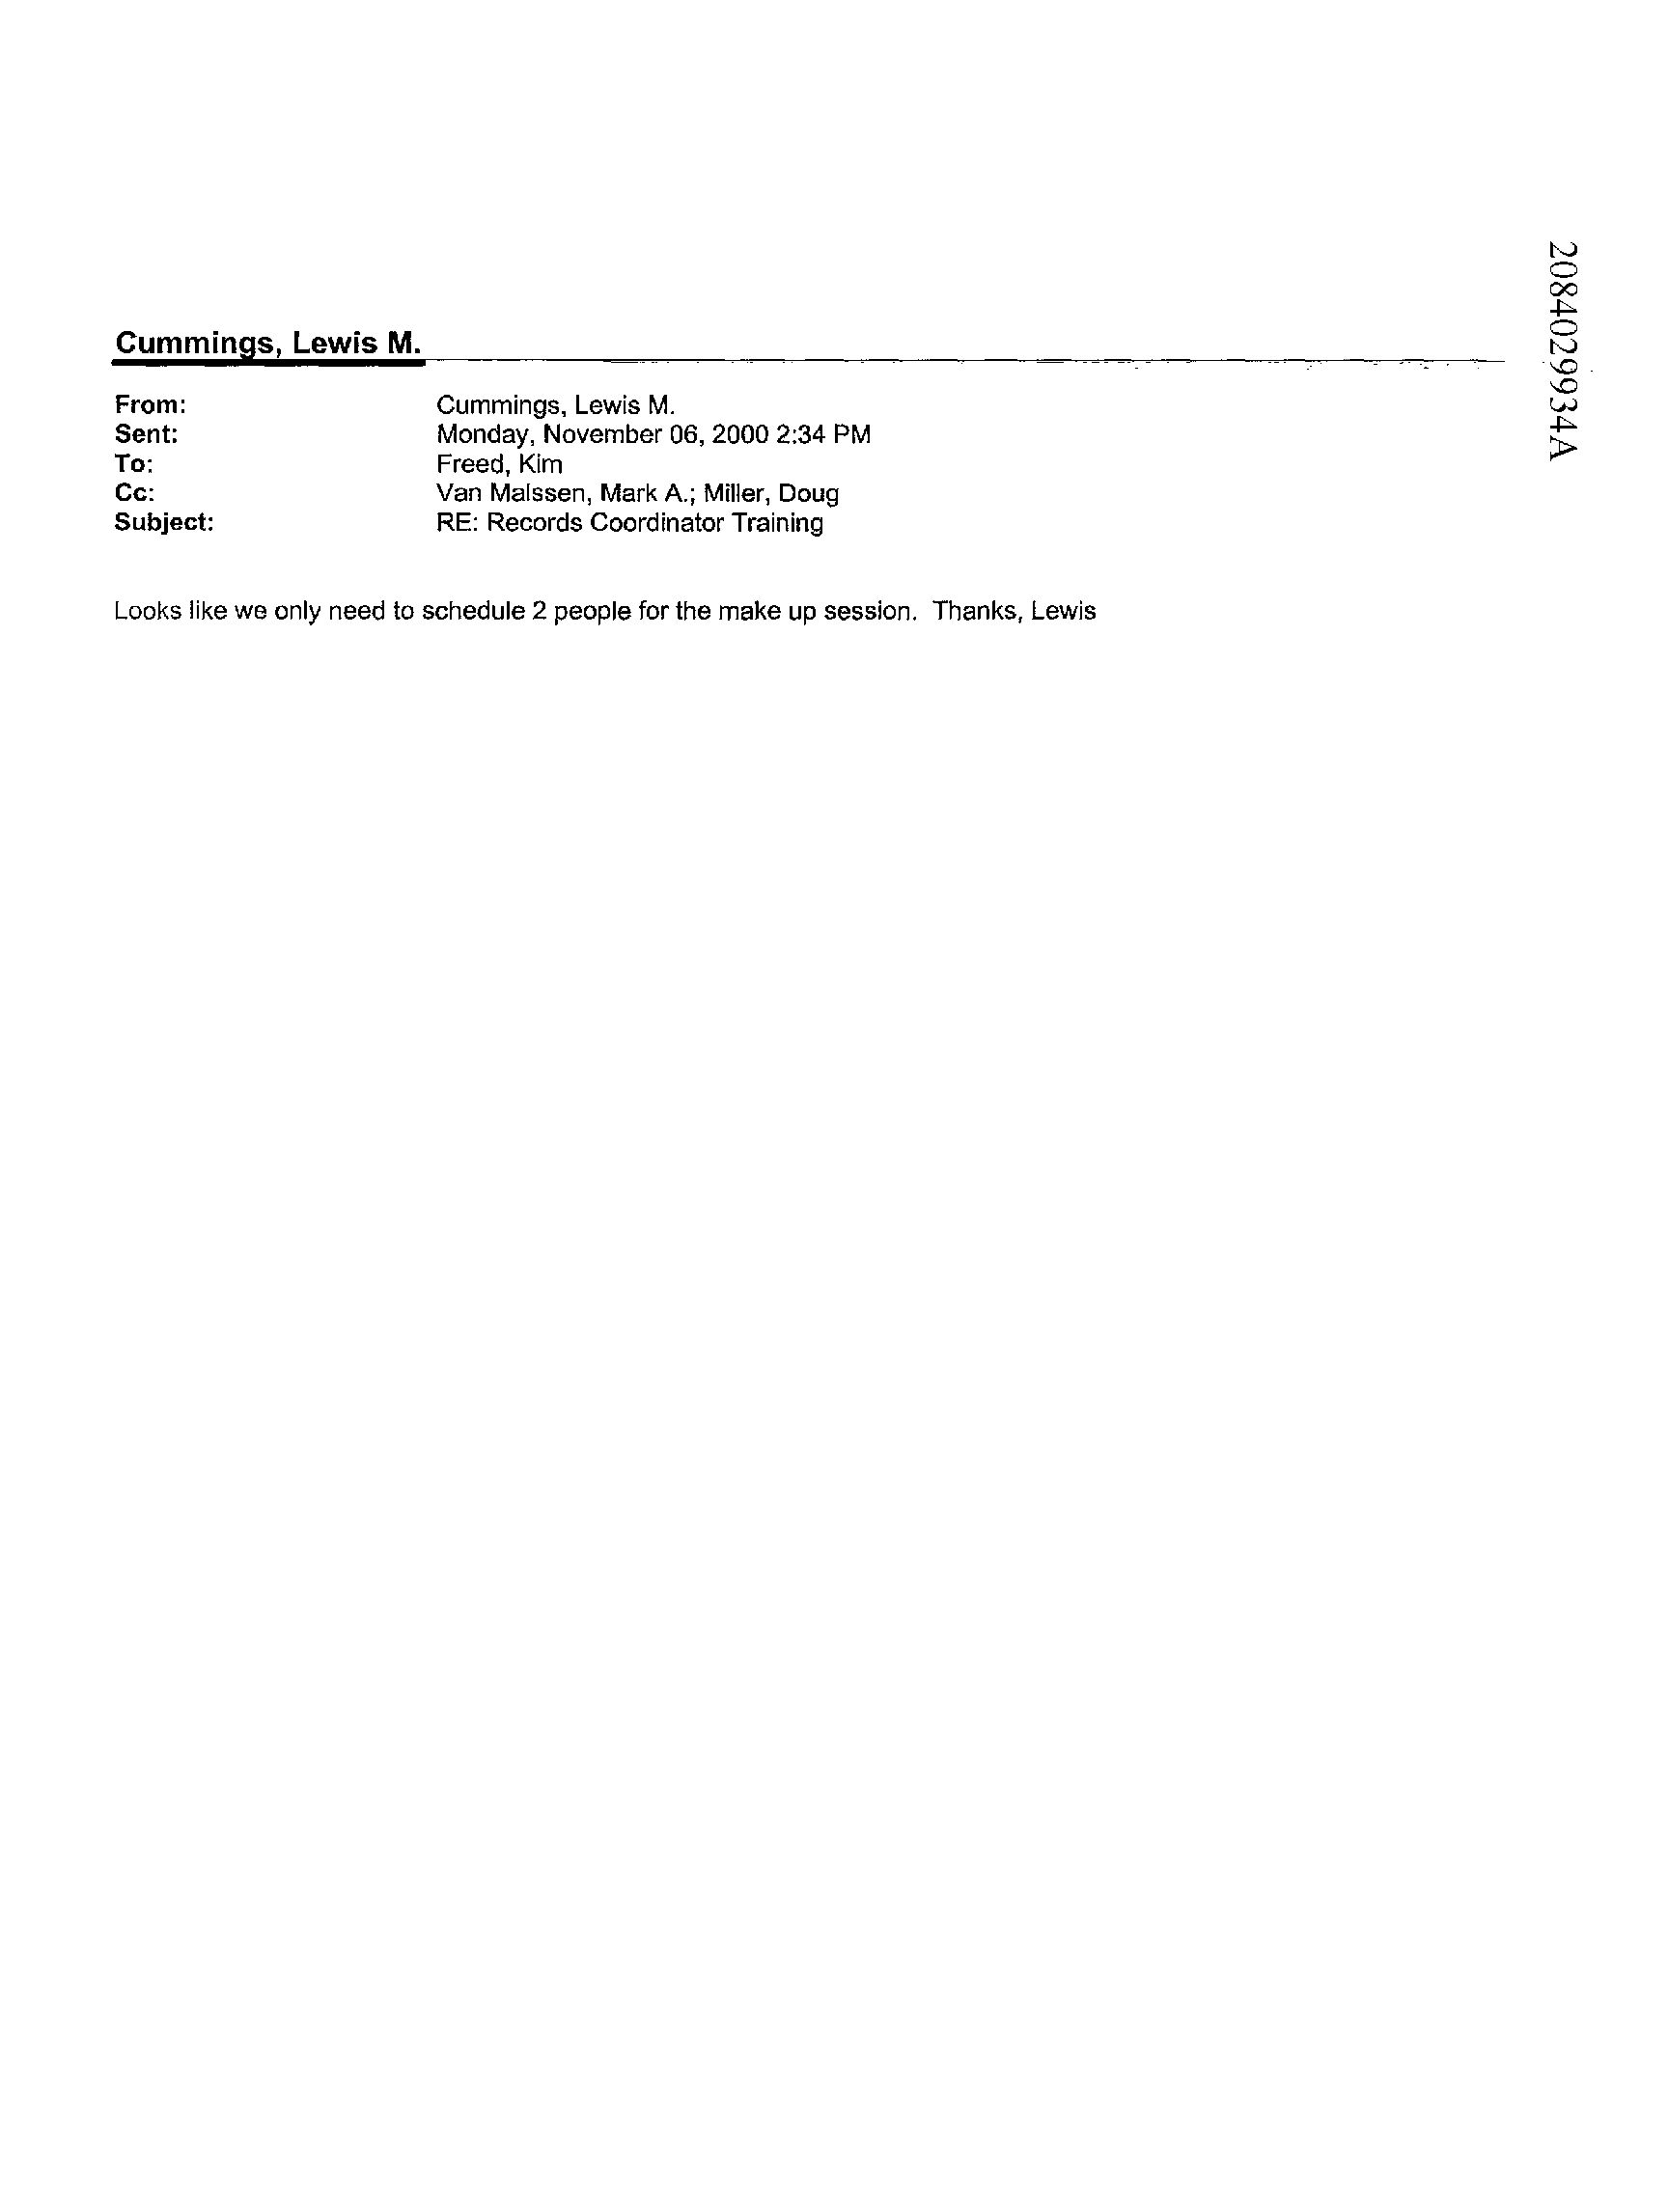 2084029934A
Cummings, Lewis M.
From: Cummings, Lewis M.
Sent: Monday, November 06, 2000 2:34 PM
To: Freed, Kim
Cc: Van Malssen, Mark A.; Miller, Doug
Subject: RE: Records Coordinator Training
Looks like we only need to schedule 2 people for the make up session.  Thanks, Lewis